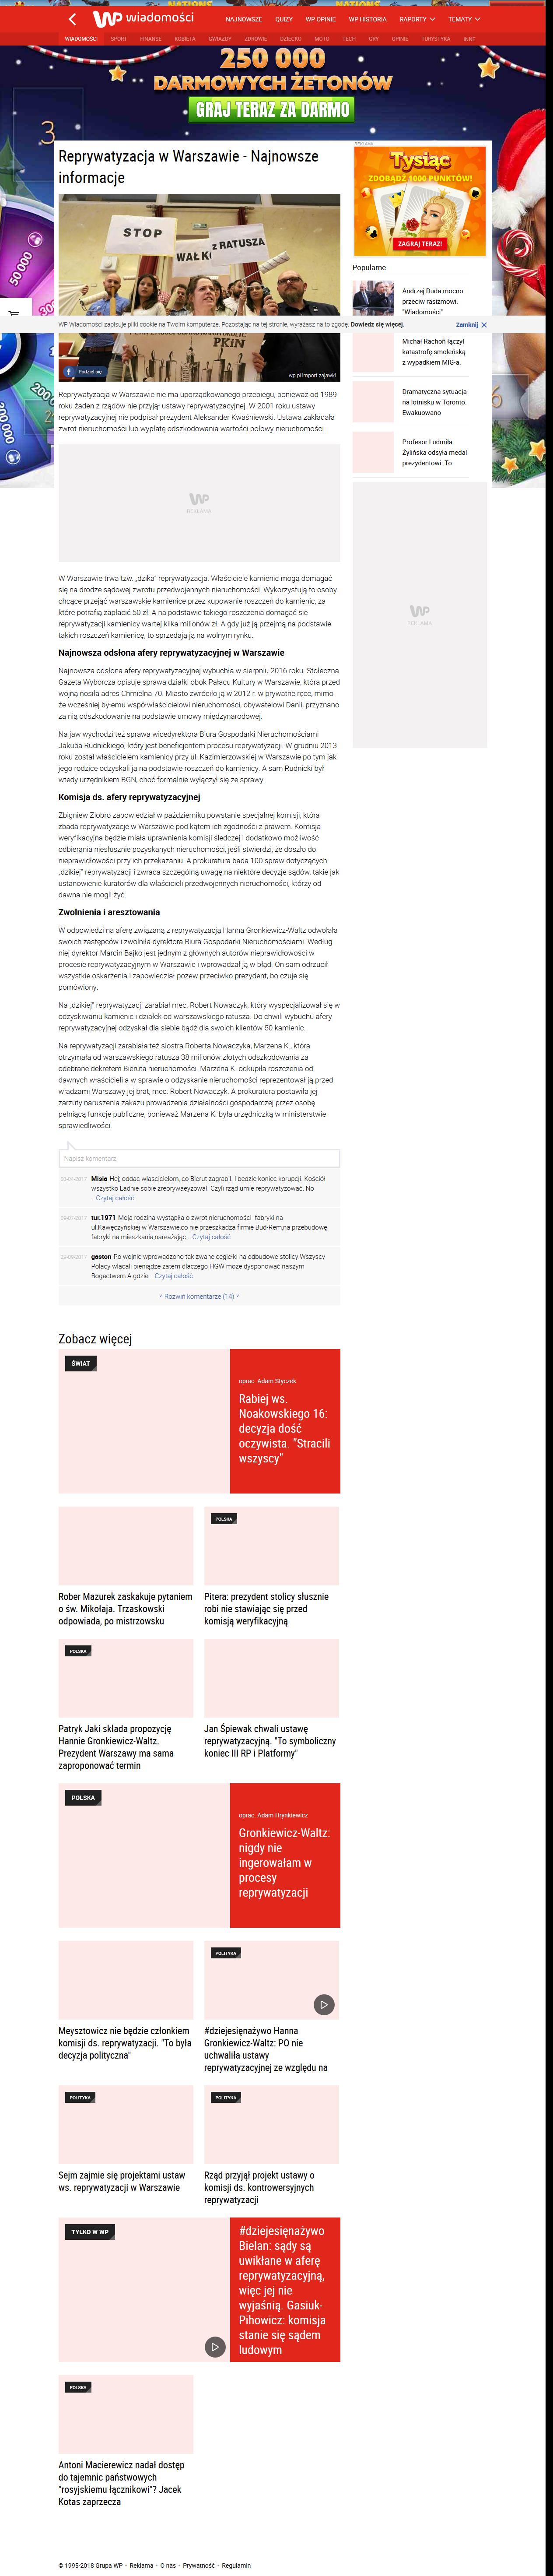 wiadomości
NAJNOWSZE QUIZY WP OPINIE WP HISTORIA RAPORTY TEMATY
WIADOMOŚCI SPORT FINANSE KOBIETA GWIAZDY ZDROWIE DZIECKO MOTO TECH GRY OPINIE TURYSTYKA INNE
250 000
DARMOWYCH ŻETONÓW
GRAJ TERAZ ZA DARMO
3
50 000
Reprywatyzacja w Warszawie - Najnowsze
informacje
STOP
WAŁKOM
z RATUSZA
PKiN
Podziel się
wp.pl import zajawki
REKLAMA
Tysiąc
ZDOBĄDŹ 1000 PUNKTÓW!
ZAGRAJ TERAZ!
Popularne
Andrzej Duda mocno
przeciw rasizmowi.
"Wiadomości"
WP Wiadomości zapisuje pliki cookie na Twoim komputerze. Pozostając na tej stronie, wyrażasz na to zgodę. Dowiedz się więcej. Zamknij
Michał Rachoń łączył
katastrofę smoleńską
z wypadkiem MIG-a.
Dramatyczna sytuacja
na lotnisku w Toronto.
Ewakuowano
Profesor Ludmiła
Żylińska odsyła medal
prezydentowi. To
Reprywatyzacja w Warszawie nie ma uporządkowanego przebiegu, ponieważ od 1989
roku żaden z rządów nie przyjął ustawy reprywatyzacyjnej. W 2001 roku ustawy
reprywatyzacyjnej nie podpisał prezydent Aleksander Kwaśniewski. Ustawa zakładała
zwrot nieruchomości lub wypłatę odszkodowania wartości połowy nieruchomości.
WP
REKLAMA
WP
REKLAMA
W Warszawie trwa tzw. „dzika” reprywatyzacja. Właściciele kamienic mogą domagać
się na drodze sądowej zwrotu przedwojennych nieruchomości. Wykorzystują to osoby
chcące przejąć warszawskie kamienice przez kupowanie roszczeń do kamienic, za
które potrafią zapłacić 50 zł. A na podstawie takiego roszczenia domagać się
reprywatyzacji kamienicy wartej kilka milionów zł. A gdy już ją przejmą na podstawie
takich roszczeń kamienicę, to sprzedają ją na wolnym rynku.
Najnowsza odsłona afery reprywatyzacyjnej w Warszawie
Najnowsza odsłona afery reprywatyzacyjnej wybuchła w sierpniu 2016 roku. Stołeczna
Gazeta Wyborcza opisuje sprawa działki obok Pałacu Kultury w Warszawie, która przed
wojną nosiła adres Chmielna 70. Miasto zwróciło ją w 2012 r. w prywatne ręce, mimo
że wcześniej byłemu współwłaścicielowi nieruchomości, obywatelowi Danii, przyznano
za nią odszkodowanie na podstawie umowy międzynarodowej.
Na jaw wychodzi też sprawa wicedyrektora Biura Gospodarki Nieruchomościami
Jakuba Rudnickiego, który jest beneficjentem procesu reprywatyzacji. W grudniu 2013
roku został właścicielem kamienicy przy ul. Kazimierzowskiej w Warszawie po tym jak
jego rodzice odzyskali ją na podstawie roszczeń do kamienicy. A sam Rudnicki był
wtedy urzędnikiem BGN, choć formalnie wyłączył się ze sprawy.
Komisja ds. afery reprywatyzacyjnej
Zbigniew Ziobro zapowiedział w październiku powstanie specjalnej komisji, która
zbada reprywatyzacje w Warszawie pod kątem ich zgodności z prawem. Komisja
weryfikacyjna będzie miała uprawnienia komisji śledczej i dodatkowo możliwość
odbierania niesłusznie pozyskanych nieruchomości, jeśli stwierdzi, że doszło do
nieprawidłowości przy ich przekazaniu. A prokuratura bada 100 spraw dotyczących
„dzikiej” reprywatyzacji i zwraca szczególną uwagę na niektóre decyzje sądów, takie jak
ustanowienie kuratorów dla właścicieli przedwojennych nieruchomości, którzy od
dawna nie mogli żyć.
Zwolnienia i aresztowania
W odpowiedzi na aferę związaną z reprywatyzacją Hanna Gronkiewicz-Waltz odwołała
swoich zastępców i zwolniła dyrektora Biura Gospodarki Nieruchomościami. Według
niej dyrektor Marcin Bajko jest jednym z głównych autorów nieprawidłowości w
procesie reprywatyzacyjnym w Warszawie i wprowadzał ją w błąd. On sam odrzucił
wszystkie oskarżenia i zapowiedział pozew przeciwko prezydent, bo czuje się
pomówiony.
Na „dzikiej” reprywatyzacji zarabiał mec. Robert Nowaczyk, który wyspecjalizował się w
odzyskiwaniu kamienic i działek od warszawskiego ratusza. Do chwili wybuchu afery
reprywatyzacyjnej odzyskał dla siebie bądź dla swoich klientów 50 kamienic.
Na reprywatyzacji zarabiała też siostra Roberta Nowaczyka, Marzena K., która
otrzymała od warszawskiego ratusza 38 milionów złotych odszkodowania za
odebrane dekretem Bieruta nieruchomości. Marzena K. odkupiła roszczenia od
dawnych właścicieli a w sprawie o odzyskanie nieruchomości reprezentował ją przed
władzami Warszawy jej brat, mec. Robert Nowaczyk. A prokuratura postawiła jej
zarzuty naruszenia zakazu prowadzenia działalności gospodarczej przez osobę
pełniącą funkcje publiczne, ponieważ Marzena K. była urzędniczką w ministerstwie
sprawiedliwości.
Napisz komentarz
03-04-2017 Misia Hej, oddac wlascicielom, co Bierut zagrabil. I bedzie koniec korupcji. Kościół
wszystko Ladnie sobie zreorywaeyzował. Czyli rząd umie reprywatyzowac. No
...Czytaj całość
09-07-2017 tur.1971 Moja rodzina wystąpiła o zwrot nieruchomości -fabryki na
ul.Kawęczyńskiej w Warszawie,co nie przeszkadza firmie Bud-Rem,na przebudowę
fabryki na mieszkania,nareażając ...Czytaj całość
29-09-2017 gaston Po wojnie wprowadzono tak zwane cegiełki na odbudowe stolicy.Wszyscy
Polacy wlacali pieniądze zatem dlaczego HGW może dysponować naszym
Bogactwem.A gdzie ...Czytaj całość
Rozwiń komentarze (14)
Zobacz więcej
ŚWIAT
oprac. Adam Styczek
Rabiej ws.
Noakowskiego 16:
decyzja dość
oczywista. "Stracili
wszyscy"
POLSKA
Rober Mazurek zaskakuje pytaniem
o św. Mikołaja. Trzaskowski
odpowiada, po mistrzowsku
Pitera: prezydent stolicy słusznie
robi nie stawiając się przed
komisją weryfikacyjną
POLSKA
Patryk Jaki składa propozycję
Hannie Gronkiewicz-Waltz.
Prezydent Warszawy ma sama
zaproponować termin
Jan Śpiewak chwali ustawę
reprywatyzacyjną. "To symboliczny
koniec III RP i Platformy"
POLSKA
oprac. Adam Hrynkiewicz
Gronkiewicz-Waltz:
nigdy nie
ingerowałam w
procesy
reprywatyzacji
POLITYKA
Meysztowicz nie będzie członkiem
komisji ds. reprywatyzacji. "To była
decyzja polityczna"
#dziejesięnażywo Hanna
Gronkiewicz-Waltz: PO nie
uchwaliła ustawy
reprywatyzacyjnej ze względu na
POLITYKA
POLITYKA
Sejm zajmie się projektami ustaw
ws. reprywatyzacji w Warszawie
Rząd przyjął projekt ustawy o
komisji ds. kontrowersyjnych
reprywatyzacji
TYLKO W WP
#dziejesięnażywo
Bielan: sądy są
uwikłane w aferę
reprywatyzacyjną,
więc jej nie
wyjaśnią. Gasiuk-
Pihowicz: komisja
stanie się sądem
ludowym
POLSKA
Antoni Macierewicz nadał dostęp
do tajemnic państwowych
"rosyjskiemu łącznikowi"? Jacek
Kotas zaprzecza
© 1995-2018 Grupa WP • Reklama • O nas • Prywatność • Regulamin